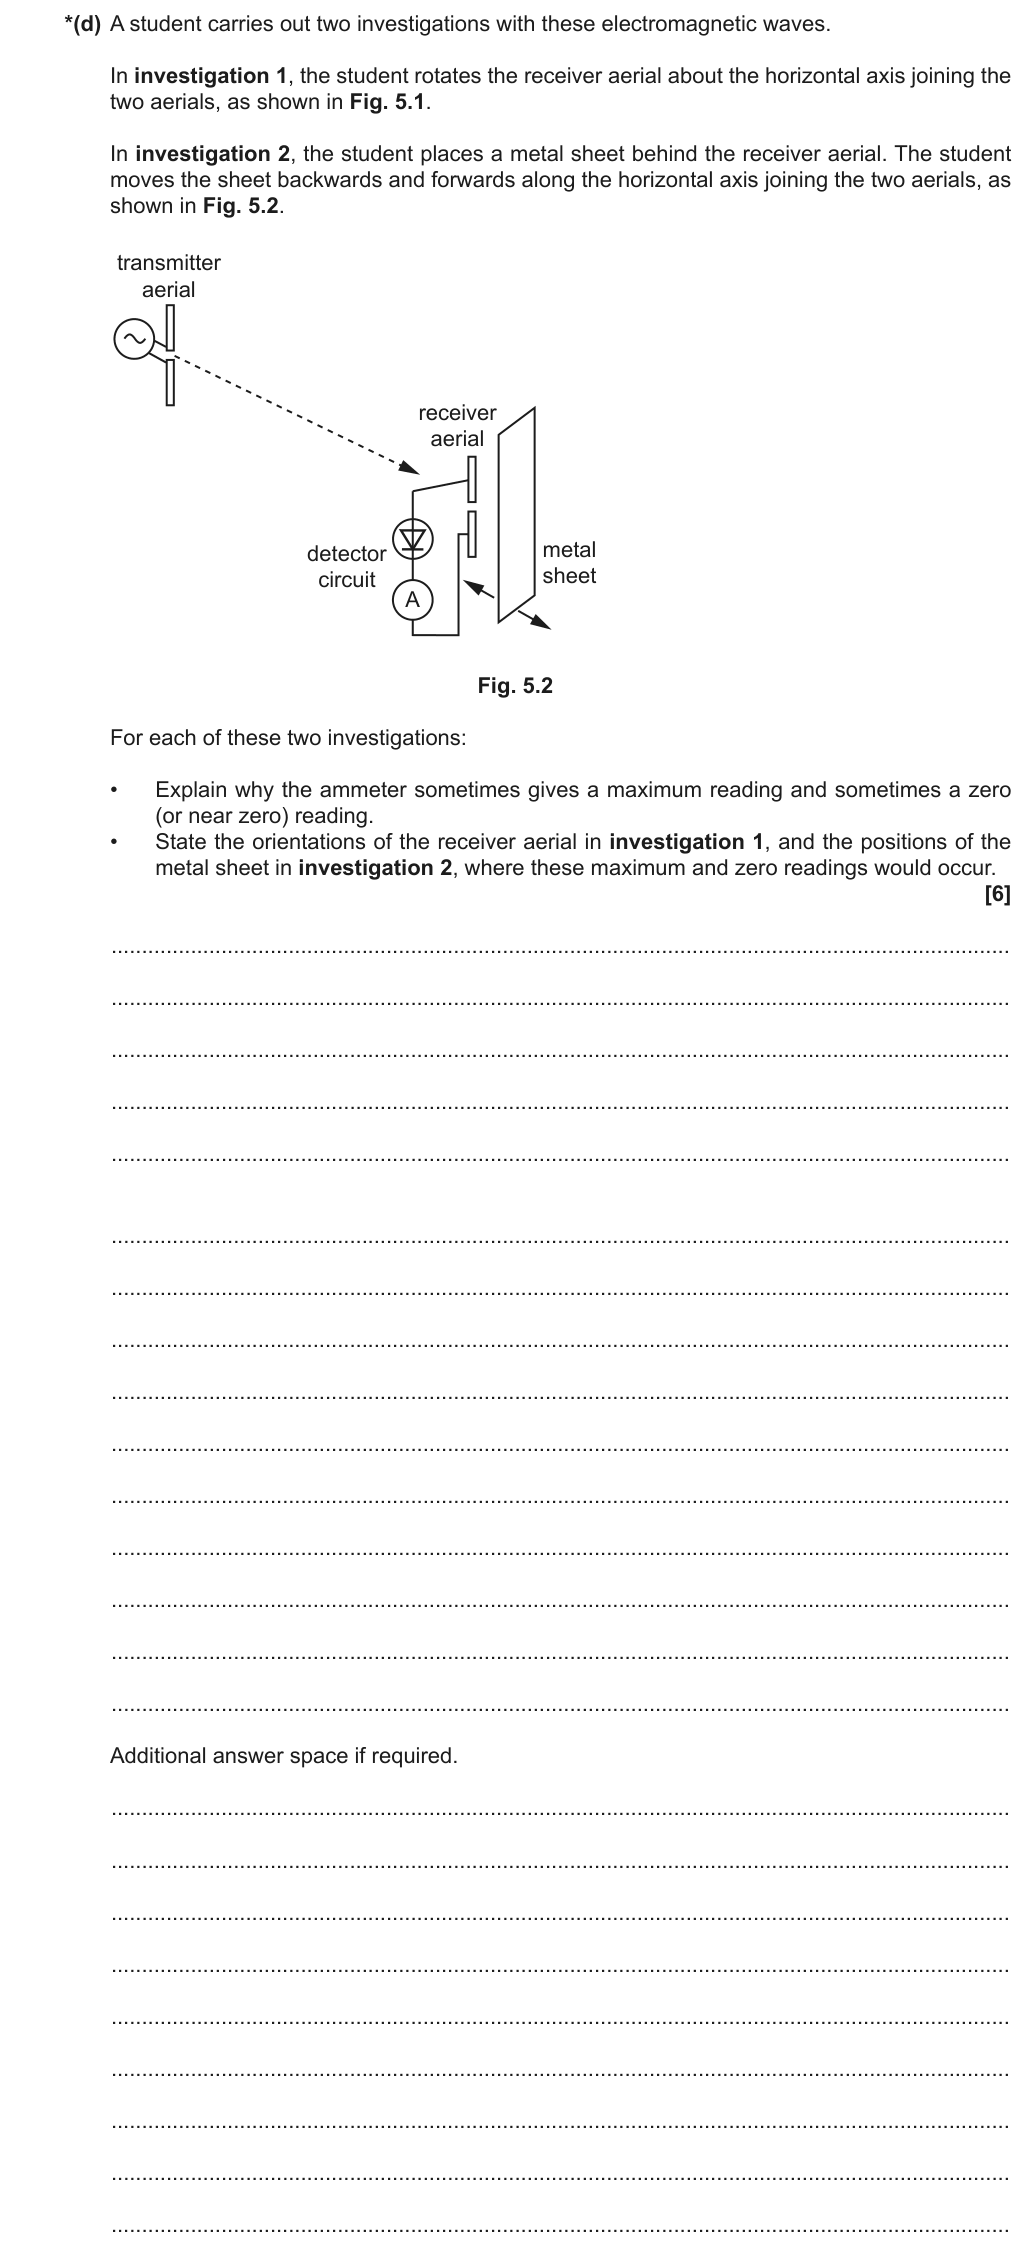 *(d) A student carries out two investigations with these electromagnetic waves.
In investigation 1, the student rotates the receiver aerial about the horizontal axis joining the
two aerials, as shown in Fig. 5.1.
In investigation 2, the student places a metal sheet behind the receiver aerial. The student
moves the sheet backwards and forwards along the horizontal axis joining the two aerials, as
shown in Fig. 5.2.
transmitter
aerial
receiver
aerial
detector
circuit
A
metal
sheet
Fig. 5.2
For each of these two investigations:
• Explain why the ammeter sometimes gives a maximum reading and sometimes a zero
(or near zero) reading.
• State the orientations of the receiver aerial in investigation 1, and the positions of the
metal sheet in investigation 2, where these maximum and zero readings would occur.
[6]
Additional answer space if required.